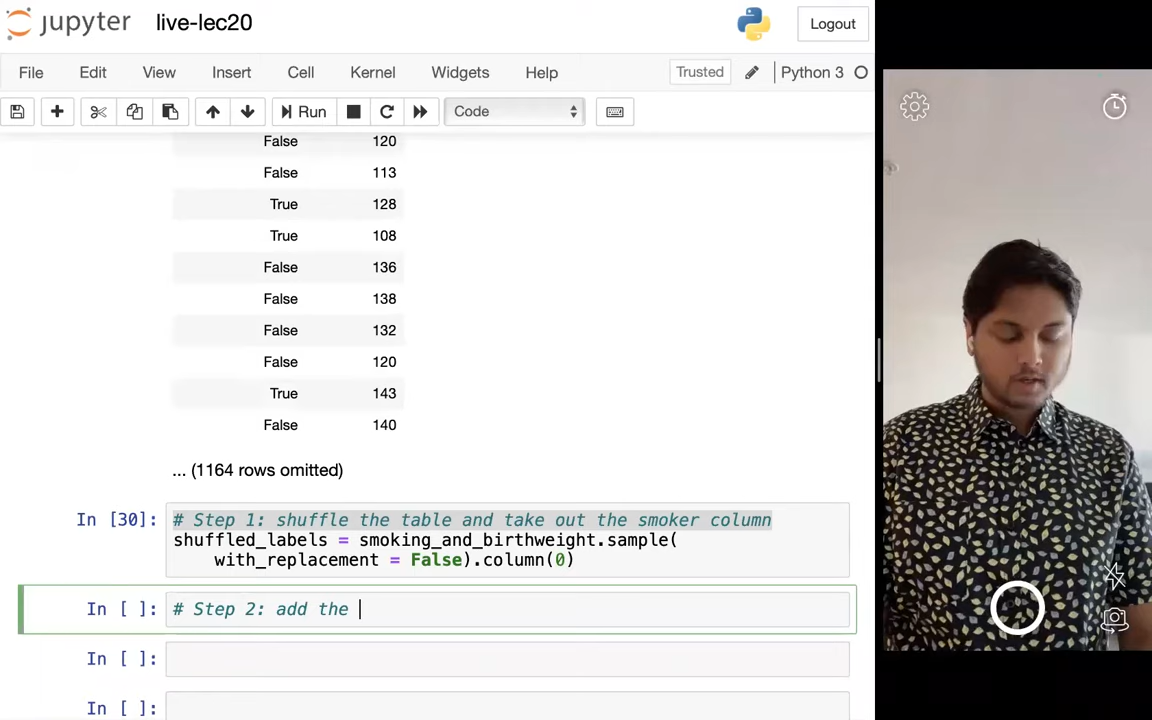 jupyter live-lec20
Logout
File Edit View Insert Cell Kernel Widgets Help
Trusted
Python 3
Run
Code
False 120
False 113
True 128
True 108
False 136
False 138
False 132
False 120
True 143
False 140
... (1164 rows omitted)
In [30]:
# Step 1: shuffle the table and take out the smoker column
shuffled_labels = smoking_and_birthweight.sample(
with_replacement = False).column(0)
In [ ]:
# Step 2: add the
In [ ]:
In [ ]: